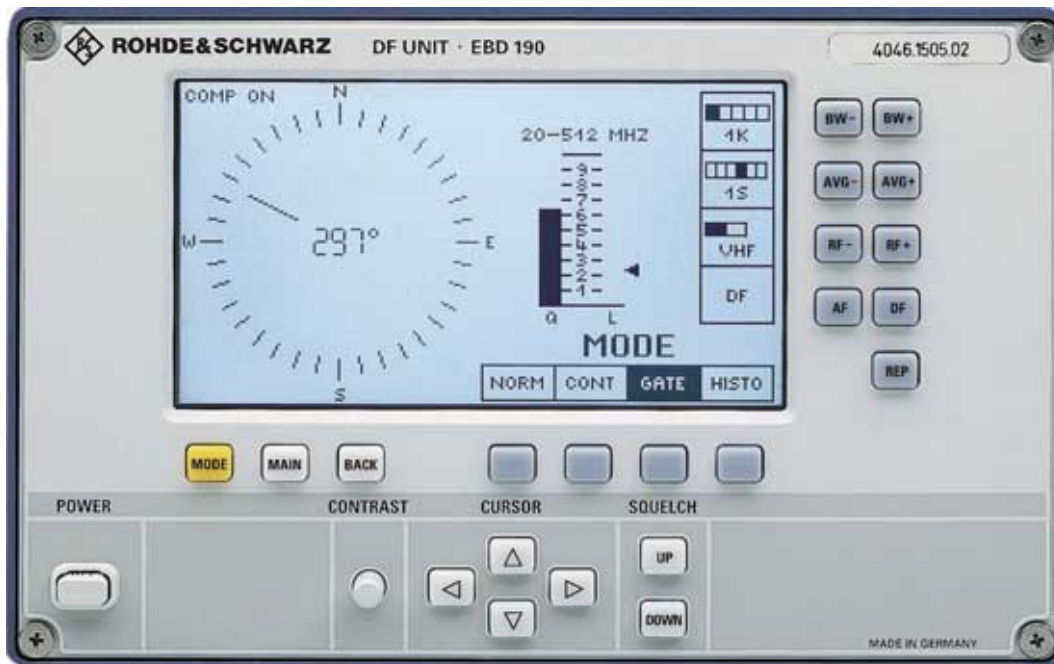 ROHDE&SCHWARZ DF UNIT · EBD 190 4046.1505.02
COMP ON
N
W
297°
E
S
20-512 MHZ
9
8
7
6
5
4
3
2
1
Q L
1K
1S
VHF
DF
MODE
NORM CONT GATE HISTO
BW- BW+
AVG- AVG+
RF- RF+
AF DF
REP
MODE MAIN BACK
POWER CONTRAST CURSOR SQUELCH
UP
DOWN
MADE IN GERMANY